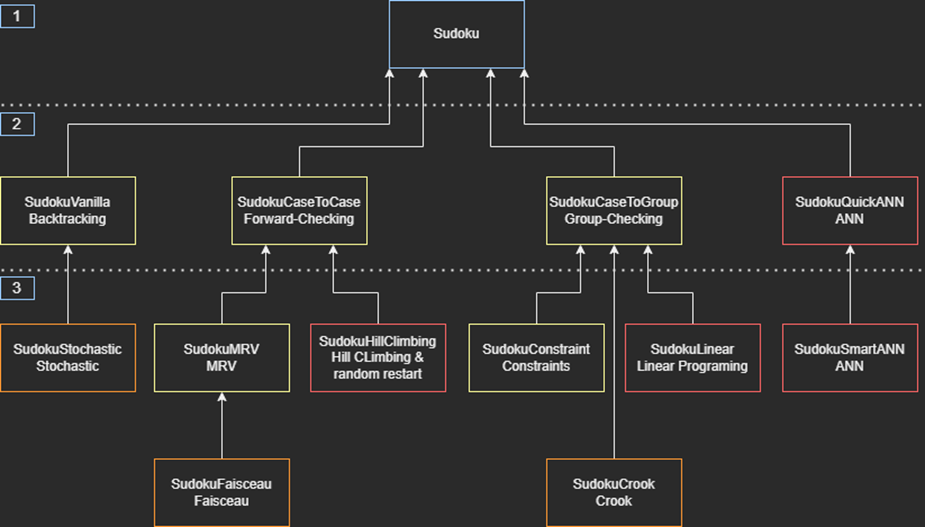 1
Sudoku
2
SudokuVanilla
Backtracking
SudokuCaseToCase
Forward-Checking
SudokuCaseToGroup
Group-Checking
SudokuQuickANN
ANN
3
SudokuStochastic
Stochastic
SudokuMRV
MRV
SudokuHillClimbing
Hill CLimbing &
random restart
SudokuConstraint
Constraints
SudokuLinear
Linear Programing
SudokuSmartANN
ANN
SudokuFaisceau
Faisceau
SudokuCrook
Crook